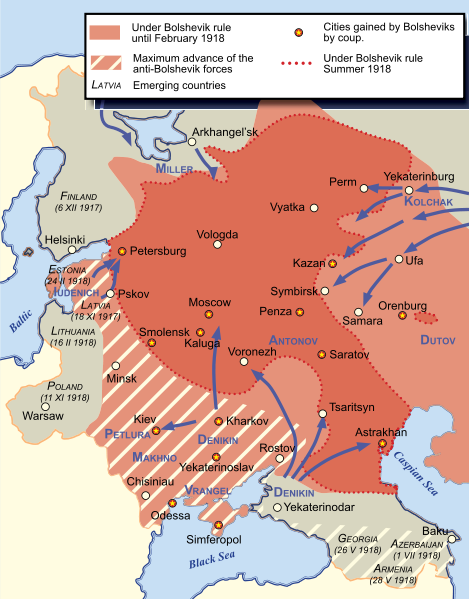 Under Bolshevik rule
until February 1918
Cities gained by Bolsheviks
by coup.
Maximum advance of the
anti-Bolshevik forces
Under Bolshevik rule
Summer 1918
LATVIA Emerging countries
Arkhangel'sk
MILLER
Perm
Yekaterinburg
KOLCHAK
FINLAND
(6 XII 1917)
Vyatka
Helsinki
Vologda
Petersburg
Kazan
Ufa
ESTONIA
(24 II 1918)
IUDENICH
Pskov
Symbirsk
LATVIA
(18 XI 1917)
Moscow
Penza
Samara
Orenburg
Baltic
LITHUANIA
(16 II 1918)
Smolensk
Kaluga
ANTONOV
DUTOV
Voronezh
Saratov
Minsk
POLAND
(11 XI 1918)
Warsaw
Tsaritsyn
Kiev
Kharkov
PETLURA
DENIKIN
Astrakhan
MAKHNO
Rostov
Yekaterinoslav
Caspian Sea
Chisiniau
VRANGEL
DENIKIN
Odessa
Yekaterinodar
Simferopol
Baku
GEORGIA
(26 V 1918)
AZERBAIJAN
(1 VII 1918)
Black Sea
ARMENIA
(28 V 1918)